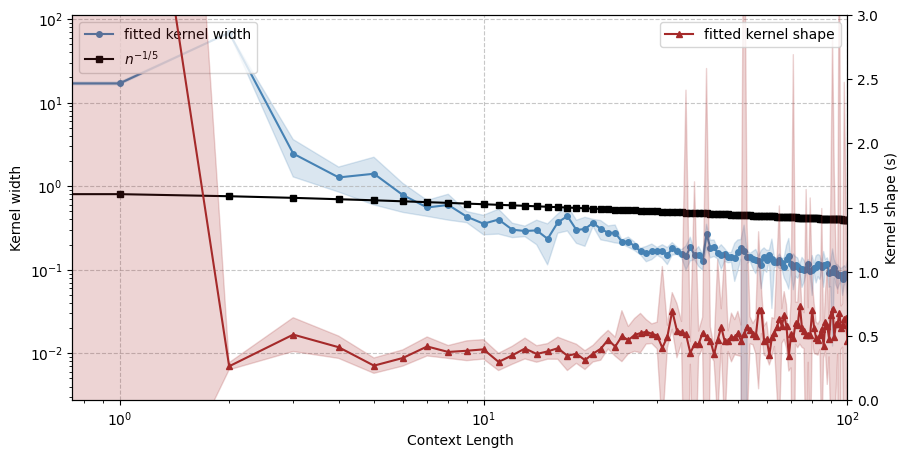 fitted kernel width
n^{-1/5}
fitted kernel shape
Kernel width
10^2
10^1
10^0
10^{-1}
10^{-2}
3.0
2.5
2.0
1.5
1.0
0.5
0.0
Kernel shape (s)
10^0
10^1
10^2
Context Length